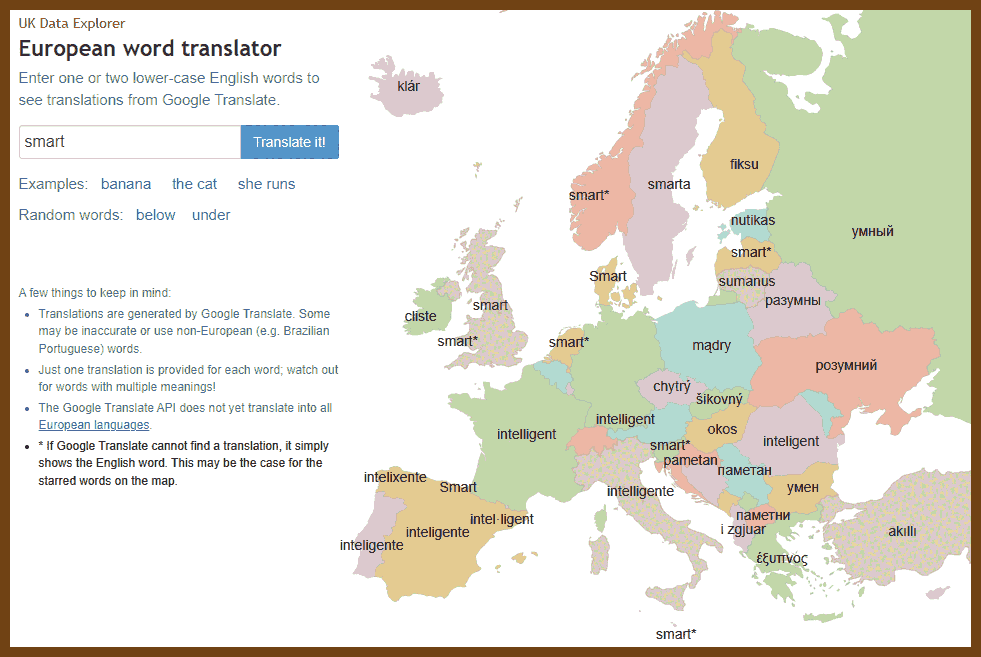 UK Data Explorer
European word translator
Enter one or two lower-case English words to
see translations from Google Translate.
smart
Translate it!
Examples: banana the cat she runs
Random words: below under
A few things to keep in mind:
Translations are generated by Google Translate. Some
may be inaccurate or use non-European (e.g. Brazilian
Portuguese) words.
Just one translation is provided for each word; watch out
for words with multiple meanings!
The Google Translate API does not yet translate into all
European languages.
* If Google Translate cannot find a translation, it simply
shows the English word. This may be the case for the
starred words on the map.
klár
fiksu
smarta
smart*
nutikas
умный
smart*
Smart
sumanus
разумны
smart
cliste
smart*
smart*
mądry
розумний
chytrý
šikovný
intelligent
intelligent
okos
inteligent
smart*
pametan
паметан
intelixente
Smart
intelligente
умен
intel·ligent
паметни
inteligente
i zgjuar
akıllı
inteligente
έξυπνος
smart*